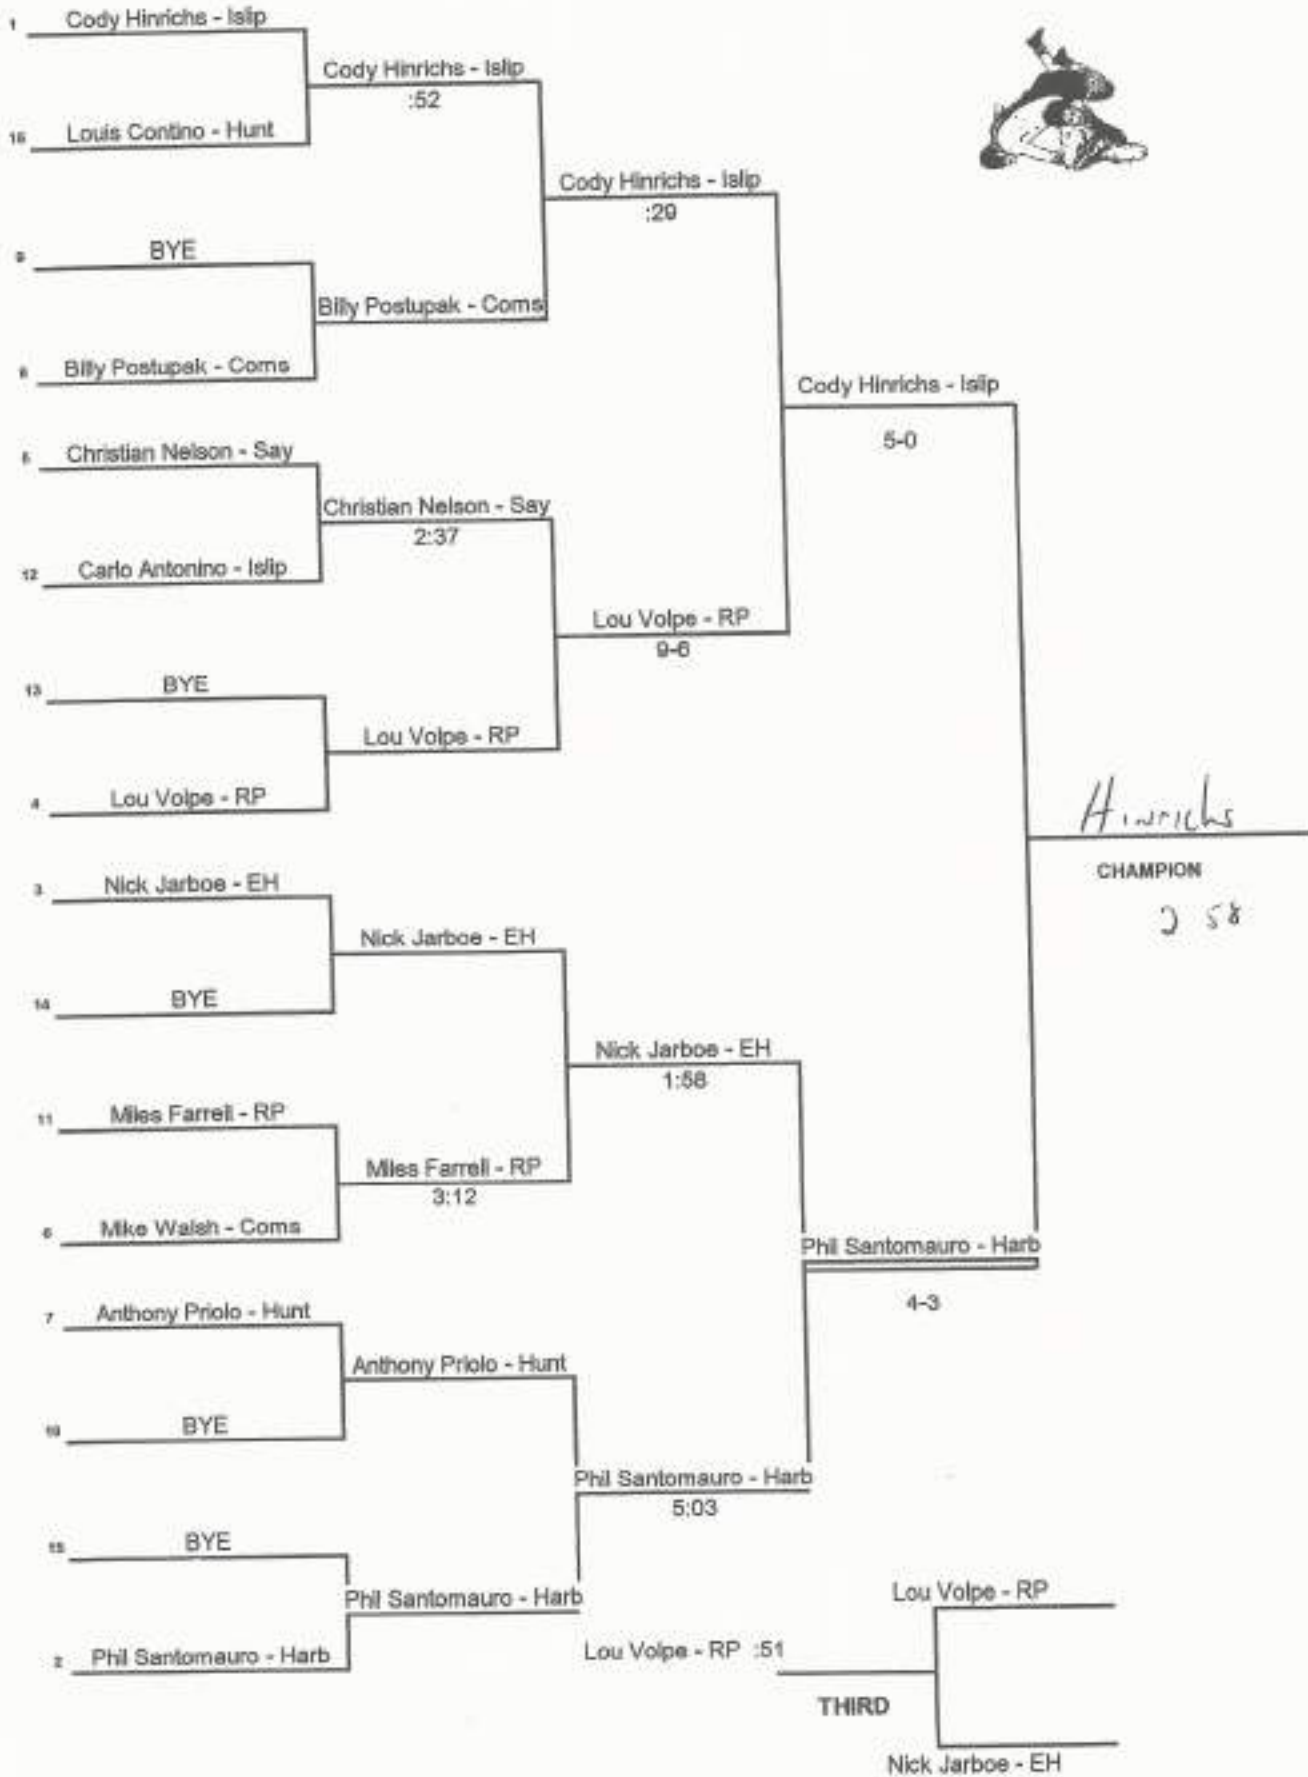 1 Cody Hinrichs - Islip
Cody Hinrichs - Islip
:52
16 Louis Contino - Hunt
Cody Hinrichs - Islip
:29
9 BYE
Billy Postupak - Coms
8 Billy Postupak - Coms
Cody Hinrichs - Islip
5-0
5 Christian Nelson - Say
Christian Nelson - Say
2:37
12 Carlo Antonino - Islip
Lou Volpe - RP
9-6
13 BYE
Lou Volpe - RP
4 Lou Volpe - RP
Hinrichs
CHAMPION
58
3 Nick Jarboe - EH
Nick Jarboe - EH
14 BYE
Nick Jarboe - EH
1:58
11 Miles Farrell - RP
Miles Farrell - RP
3:12
6 Mike Walsh - Coms
Phil Santomauro - Harb
4-3
7 Anthony Priolo - Hunt
Anthony Priolo - Hunt
BYE
Phil Santomauro - Harb
5:03
15 BYE
Phil Santomauro - Harb
2 Phil Santomauro - Harb
Lou Volpe - RP
Lou Volpe - RP :51
THIRD
Nick Jarboe - EH